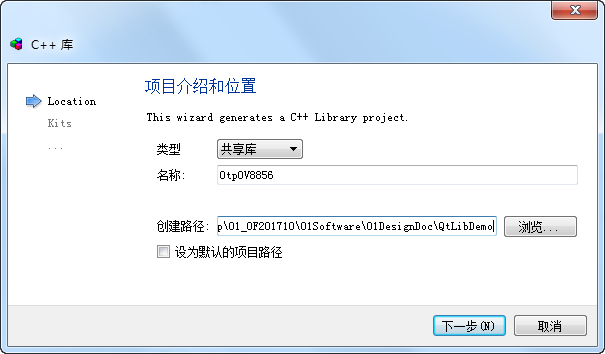 C++ 库
Location
Kits
...
项目介绍和位置
This wizard generates a C++ Library project.
类型 共享库
名称: OtpOV8856
创建路径: p\01_OF201710\01Software\01DesignDoc\QtLibDemo 浏览...
设为默认的项目路径
下一步(N) 取消